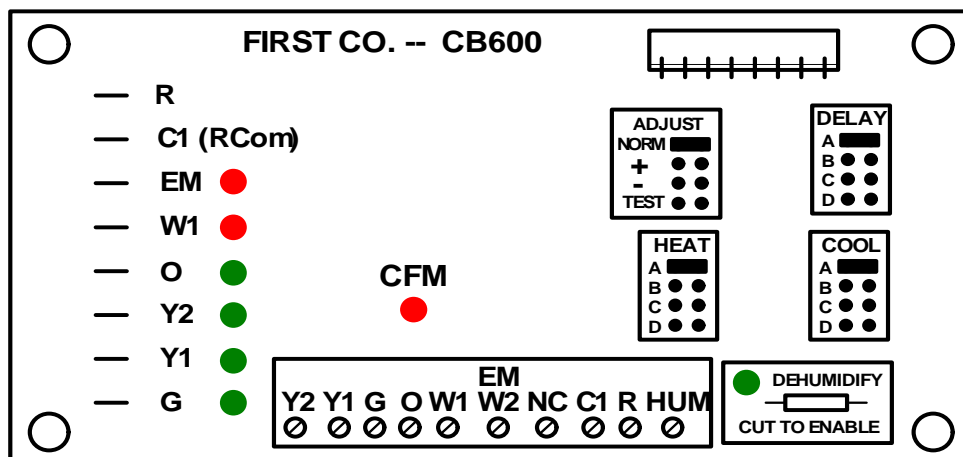 FIRST CO. -- CB600
R
C1 (RCom)
EM
W1
O
Y2
Y1
G
CFM
ADJUST
NORM
+
-
TEST
DELAY
A
B
C
D
HEAT
A
B
C
D
COOL
A
B
C
D
EM
Y2 Y1 G O W1 W2 NC C1 R HUM
DEHUMIDIFY
CUT TO ENABLE